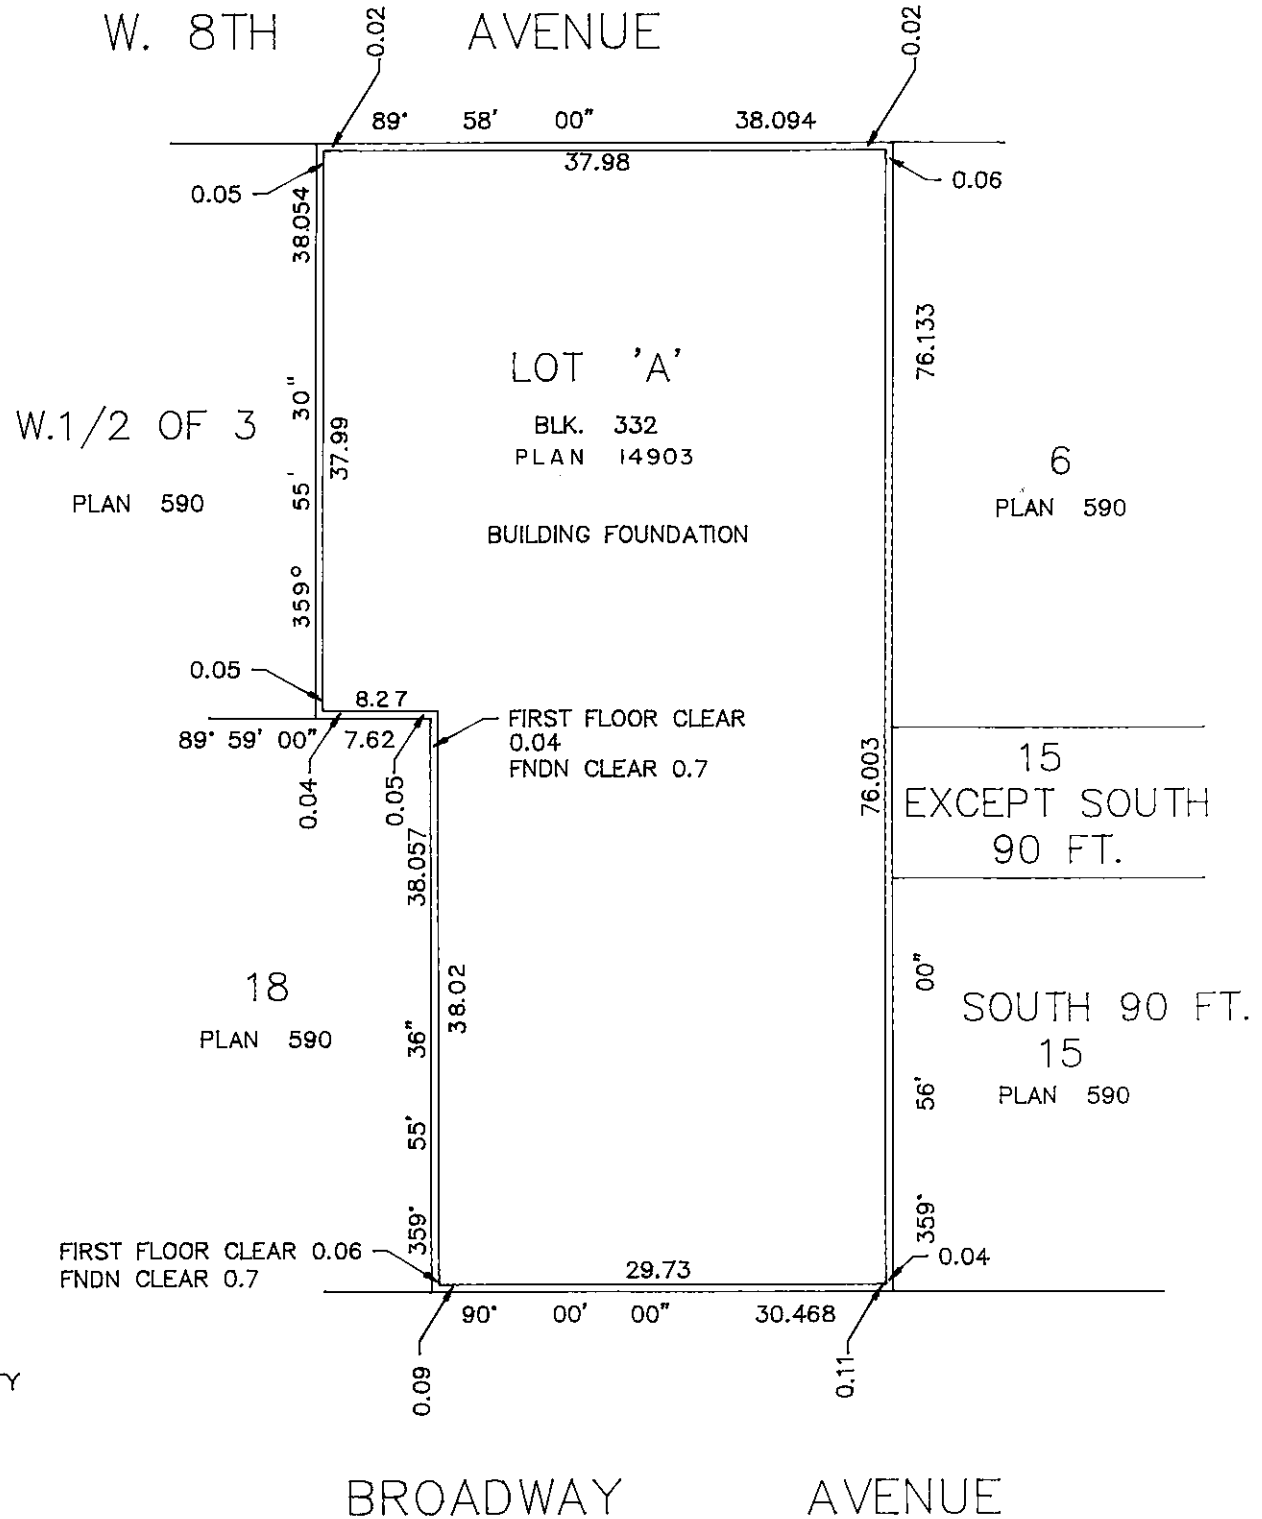 W. 8TH AVENUE
0.02
0.02
89° 58' 00" 38.094
37.98
0.05
0.06
38.054
76.133
LOT 'A'
BLK. 332
PLAN 14903
BUILDING FOUNDATION
W.1/2 OF 3
PLAN 590
359° 55' 30"
37.99
6
PLAN 590
0.05
8.27
89° 59' 00" 7.62
0.04
0.05
FIRST FLOOR CLEAR
0.04
FNDN CLEAR 0.7
76.003
15
EXCEPT SOUTH
90 FT.
38.057
38.02
18
PLAN 590
359° 55' 36"
359° 56' 00"
SOUTH 90 FT.
15
PLAN 590
FIRST FLOOR CLEAR 0.06
FNDN CLEAR 0.7
29.73
0.04
90° 00' 00" 30.468
0.09
0.11
Y
BROADWAY AVENUE